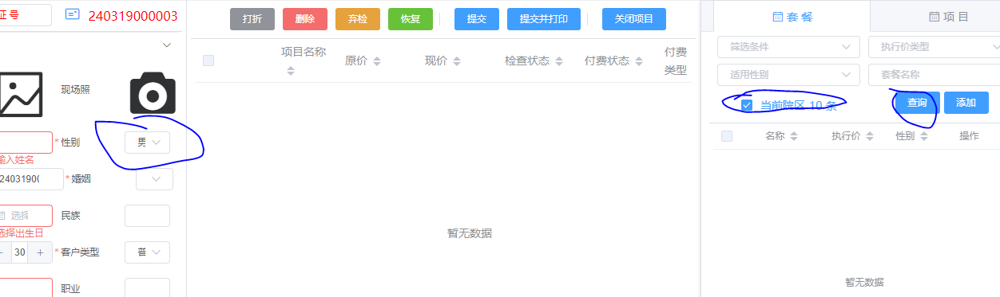 证号
240319000003
现场照
* 性别
男
输入姓名
2403190
* 婚姻
选择
民族
选择出生日
- 30 +
* 客户类型
普
职业
打折 删除 弃检 恢复 提交 提交并打印 关闭项目
项目名称 原价 现价 检查状态 付费状态 付费类型
暂无数据
套餐 项目
筛选条件 执行价类型
适用性别 套餐名称
当前院区 10 条 查询 添加
名称 执行价 性别 操作
暂无数据